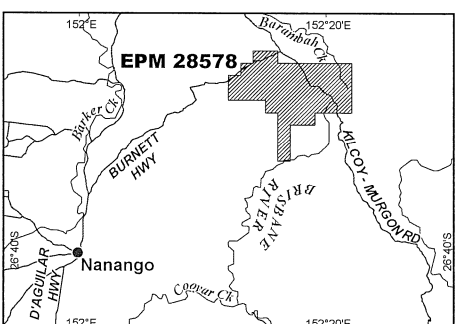 152°E
152°20'E
Barambah Ck
EPM 28578
Barker Ck
BURNETT
HWY
KILCOY - MURGON RD
BRISBANE
RIVER
26°40'S
26°40'S
Nanango
D'AGUILAR
HWY
Cooyar Ck
152°E
152°20'E